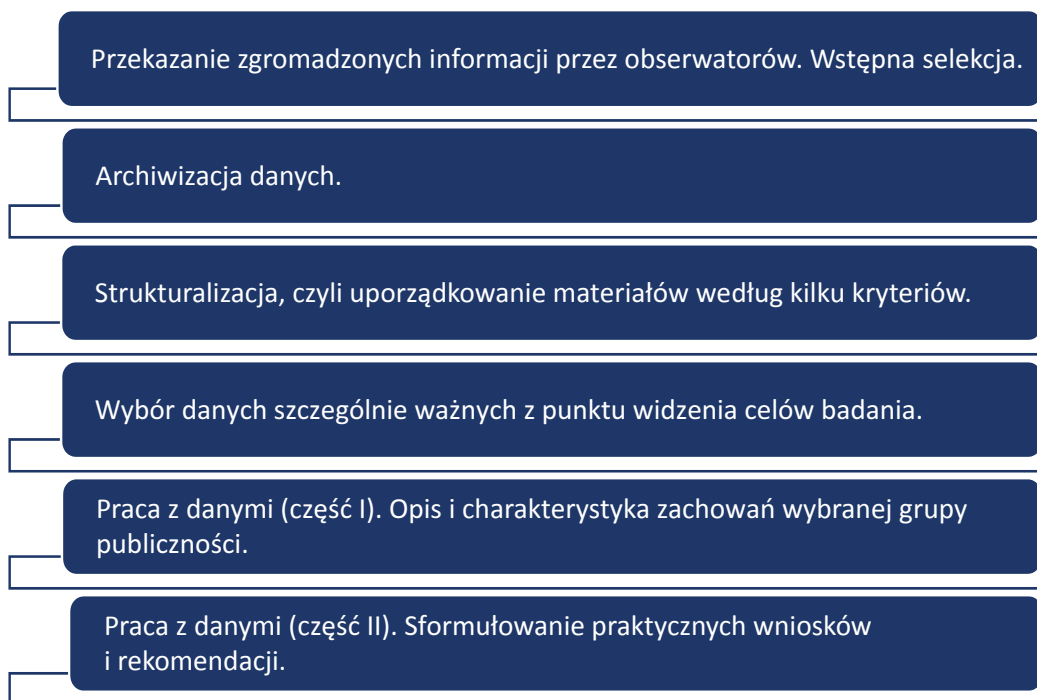 Przekazanie zgromadzonych informacji przez obserwatorów. Wstępna selekcja.
Archiwizacja danych.
Strukturalizacja, czyli uporządkowanie materiałów według kilku kryteriów.
Wybór danych szczególnie ważnych z punktu widzenia celów badania.
Praca z danymi (część I). Opis i charakterystyka zachowań wybranej grupy
publiczności.
Praca z danymi (część II). Sformułowanie praktycznych wniosków
i rekomendacji.